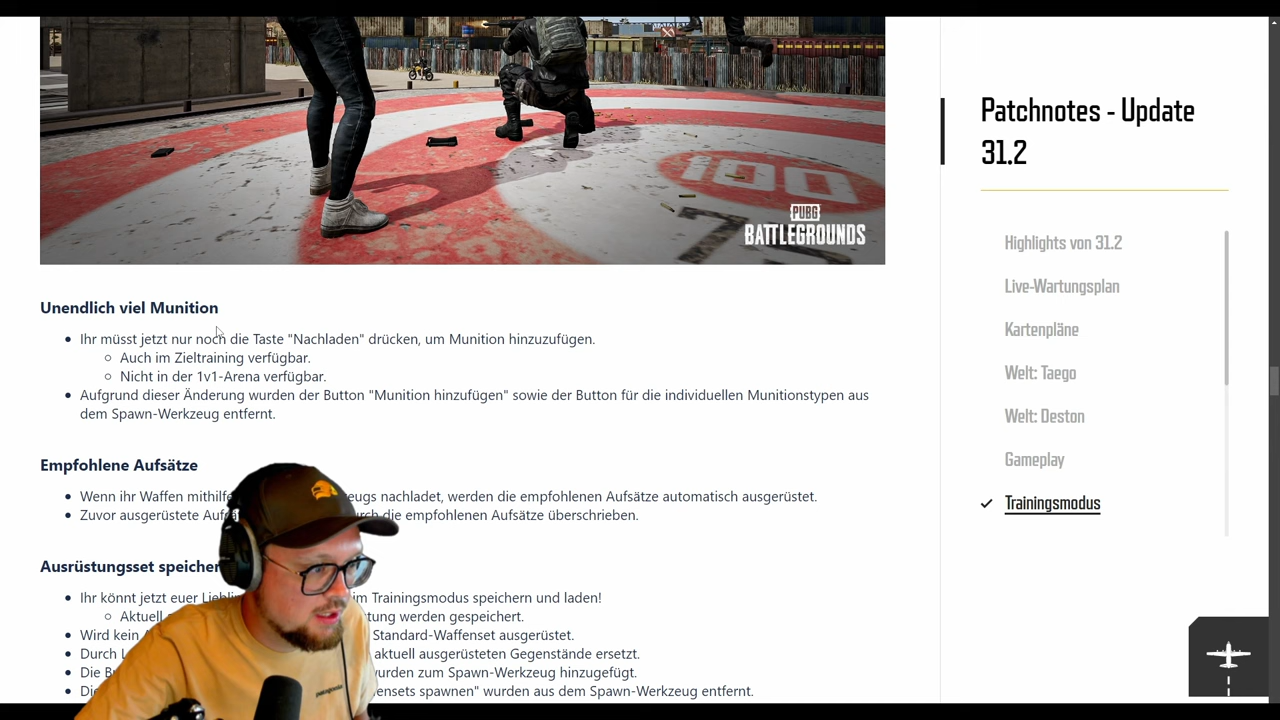 100
PUBG
BATTLEGROUNDS
Unendlich viel Munition
Ihr müsst jetzt nur noch die Taste "Nachladen" drücken, um Munition hinzuzufügen.
Auch im Zieltraining verfügbar.
Nicht in der 1v1-Arena verfügbar.
Aufgrund dieser Änderung wurden der Button "Munition hinzufügen" sowie der Button für die individuellen Munitionstypen aus
dem Spawn-Werkzeug entfernt.
Empfohlene Aufsätze
Wenn ihr Waffen nachladet, werden die empfohlenen Aufsätze automatisch ausgerüstet.
Zuvor ausgerüstete die empfohlenen Aufsätze überschrieben.
Ausrüstungsset
Ihr könnt jetzt euer im Trainingsmodus speichern und laden!
Aktuell werden gespeichert.
Wird kein Standard-Waffenset ausgerüstet.
Durch aktuell ausgerüsteten Gegenstände ersetzt.
Die wurden zum Spawn-Werkzeug hinzugefügt.
spawnen" wurden aus dem Spawn-Werkzeug entfernt.
Patchnotes - Update
31.2
Highlights von 31.2
Live-Wartungsplan
Kartenpläne
Welt: Taego
Welt: Deston
Gameplay
Trainingsmodus